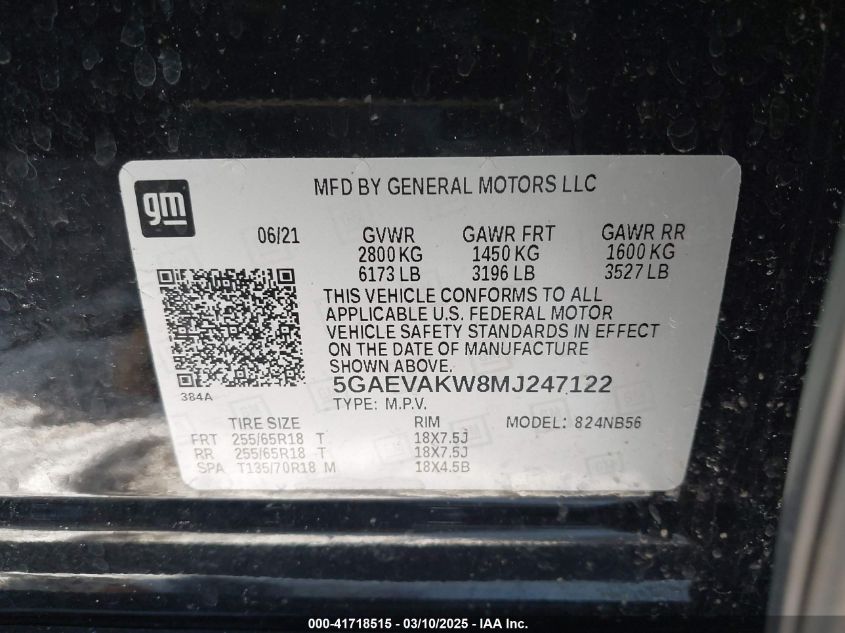 gm
MFD BY GENERAL MOTORS LLC
06/21 GVWR GAWR FRT GAWR RR
2800 KG 1450 KG 1600 KG
6173 LB 3196 LB 3527 LB
THIS VEHICLE CONFORMS TO ALL
APPLICABLE U.S. FEDERAL MOTOR
VEHICLE SAFETY STANDARDS IN EFFECT
ON THE DATE OF MANUFACTURE
SHOWN ABOVE.
384A
5GAEVAKW8MJ247122
TYPE: M.P.V.
TIRE SIZE RIM MODEL: 824NB56
FRT 255/65R18 T 18X7.5J
RR 255/65R18 T 18X7.5J
SPA T135/70R18 M 18X4.5B
000-41718515 - 03/10/2025 - IAA Inc.